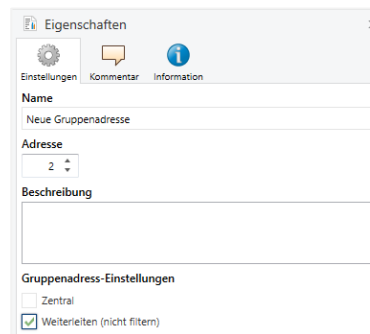 Eigenschaften
Einstellungen Kommentar Information
Name
Neue Gruppenadresse
Adresse
2
Beschreibung
Gruppenadress-Einstellungen
Zentral
Weiterleiten (nicht filtern)